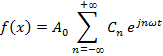 f(x) = A₀ ∑_{n=-∞}^{+∞} Cₙ e^{jnωt}